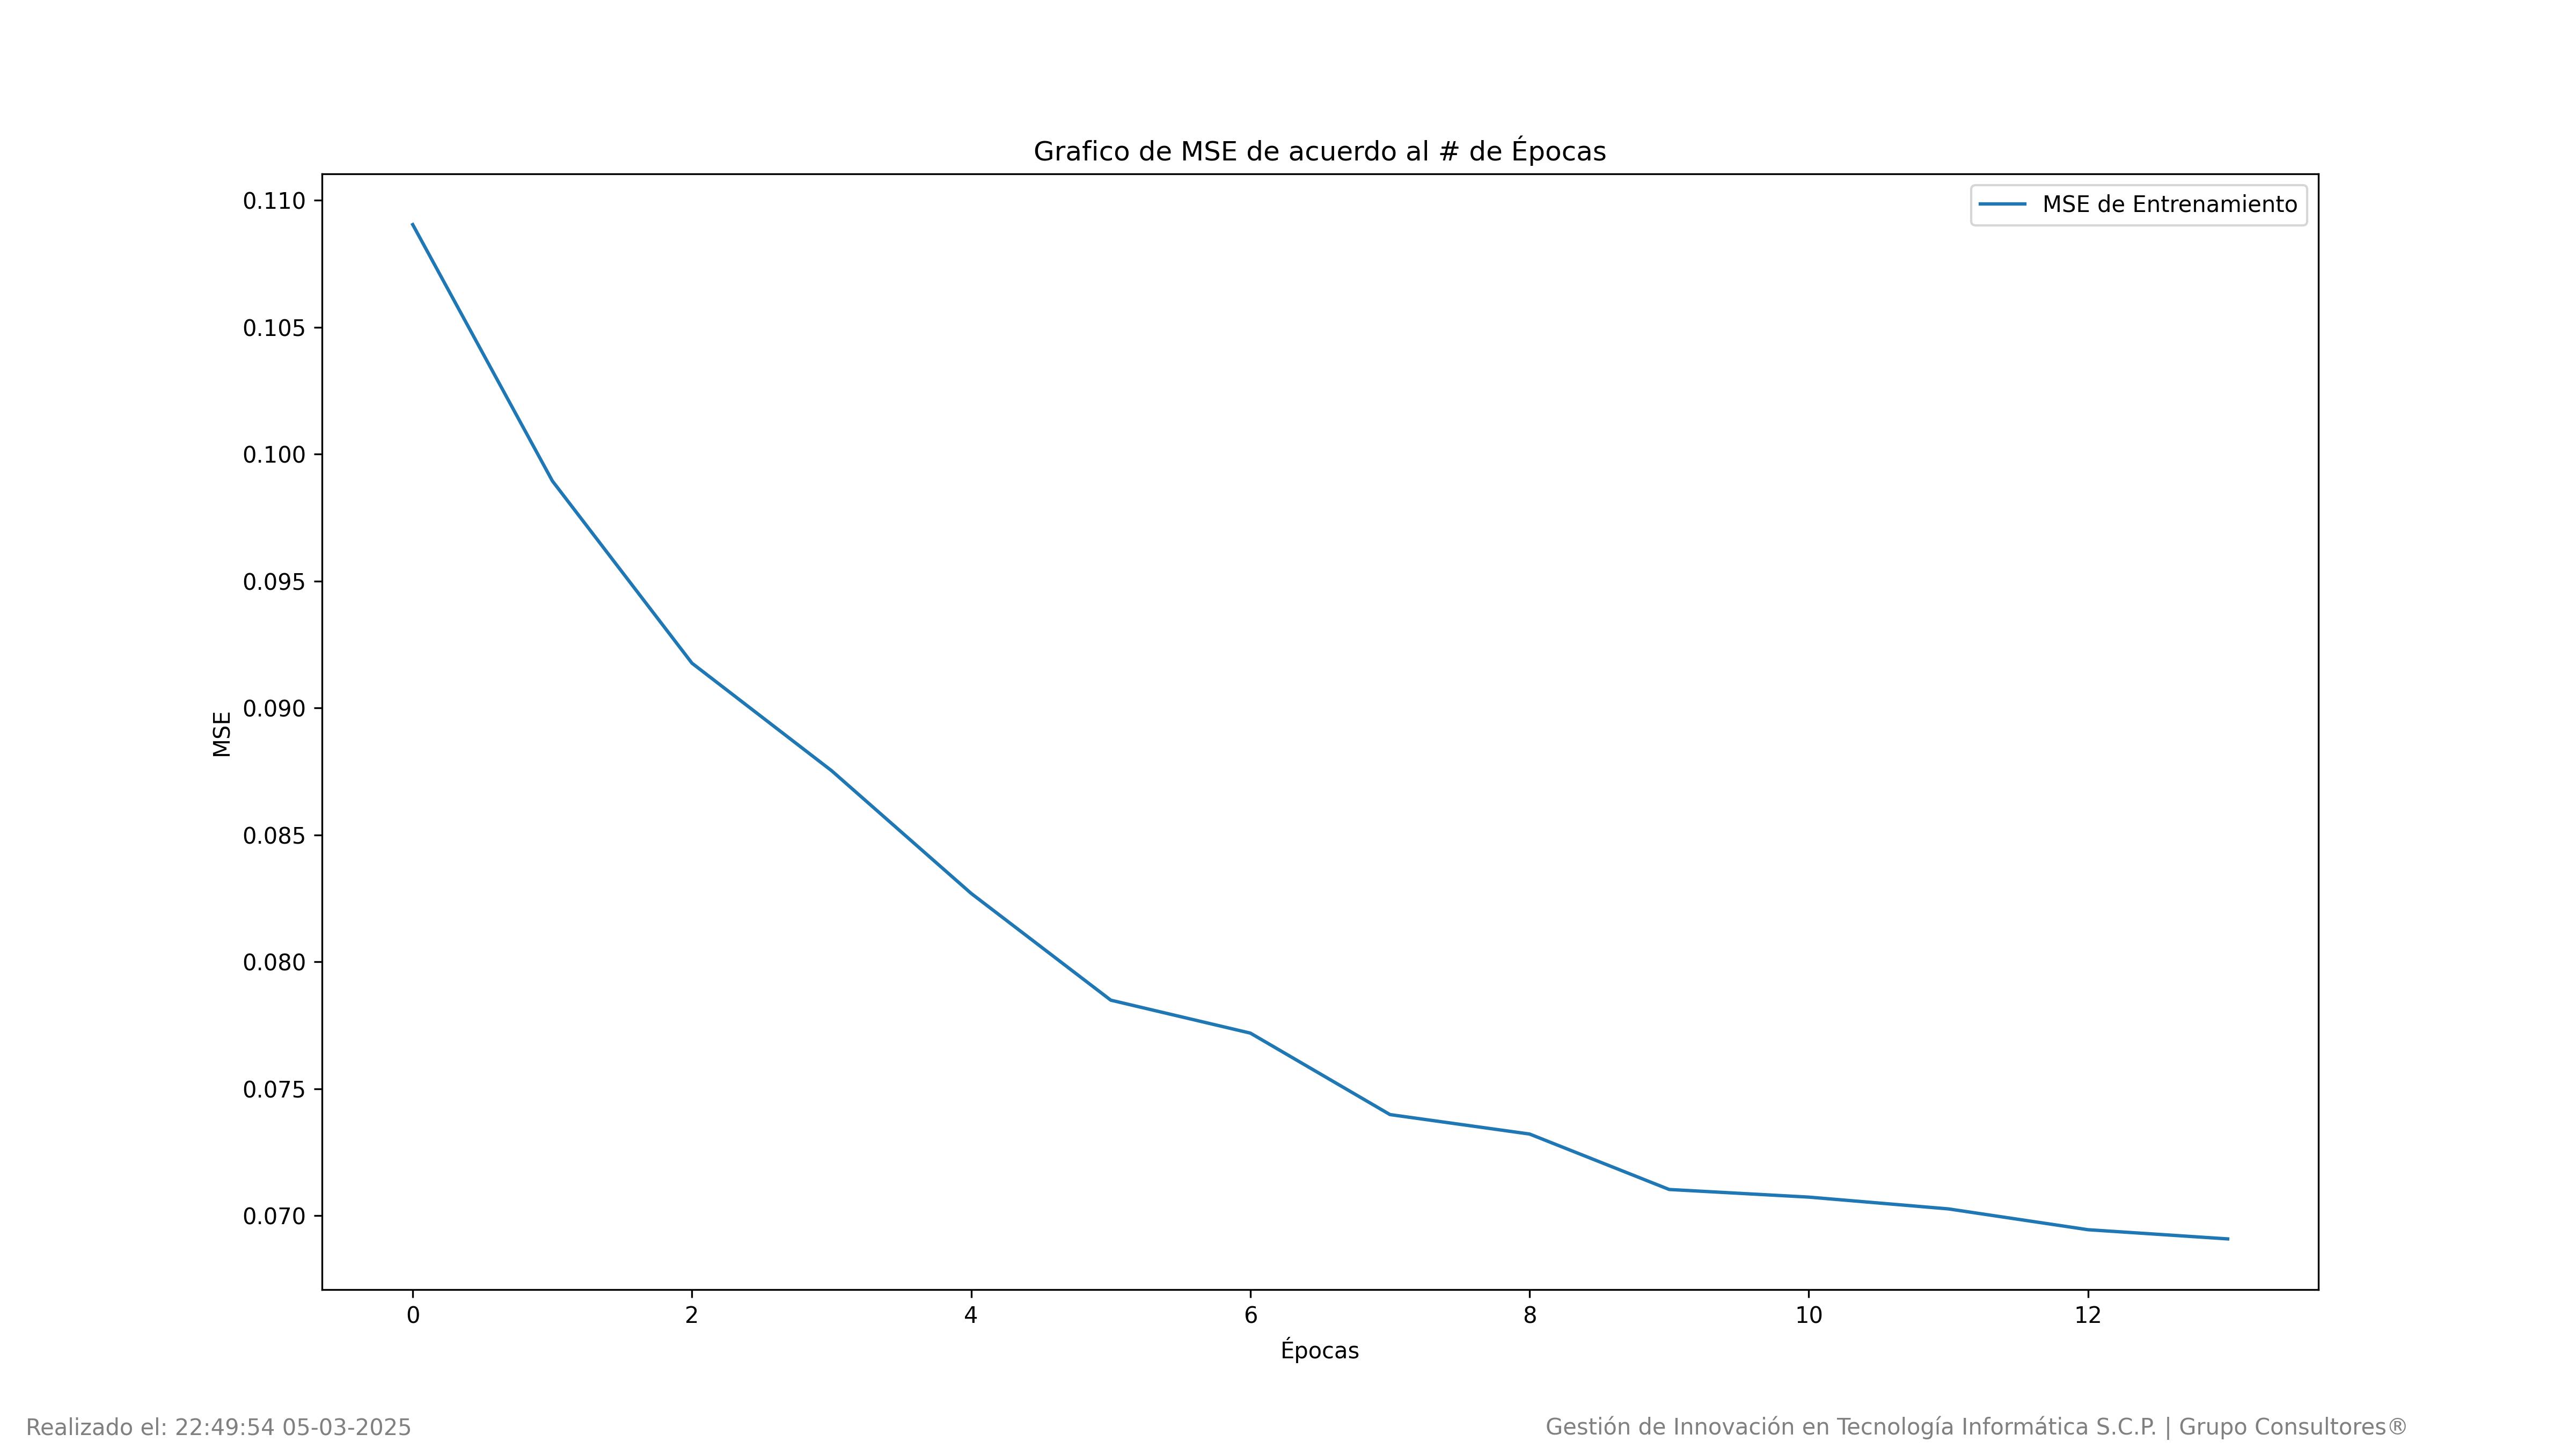 Grafico de MSE de acuerdo al # de Épocas
MSE de Entrenamiento
0.110
0.105
0.100
0.095
0.090
0.085
0.080
0.075
0.070
MSE
0 2 4 6 8 10 12
Épocas
Realizado el: 22:49:54 05-03-2025
Gestión de Innovación en Tecnología Informática S.C.P. | Grupo Consultores®